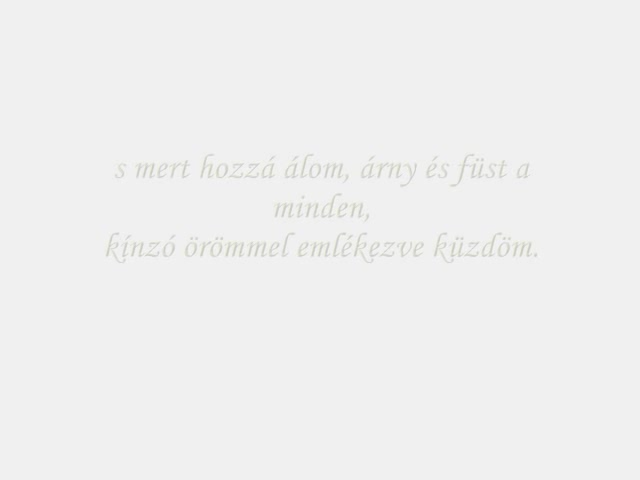 s mert hozzá álom, árny és füst a
minden,
kínzó örömmel emlékezve küzdöm.